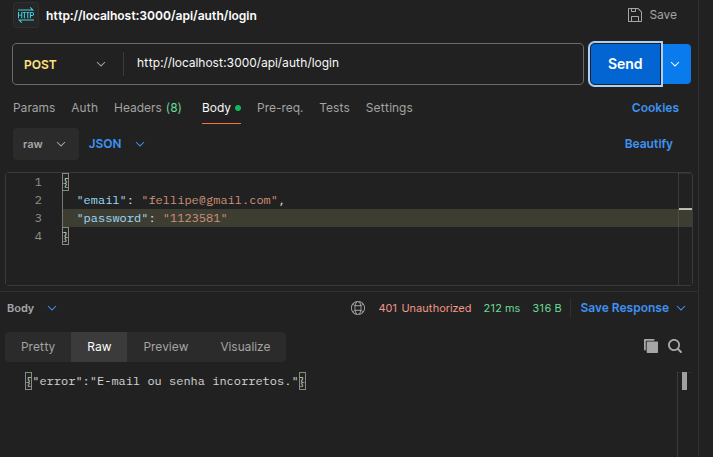 HTTP http://localhost:3000/api/auth/login Save
POST http://localhost:3000/api/auth/login Send
Params Auth Headers (8) Body Pre-req. Tests Settings Cookies
raw JSON Beautify
1 {
2 "email": "fellipe@gmail.com",
3 "password": "1123581"
4 }
Body 401 Unauthorized 212 ms 316 B Save Response
Pretty Raw Preview Visualize
{"error":"E-mail ou senha incorretos."}